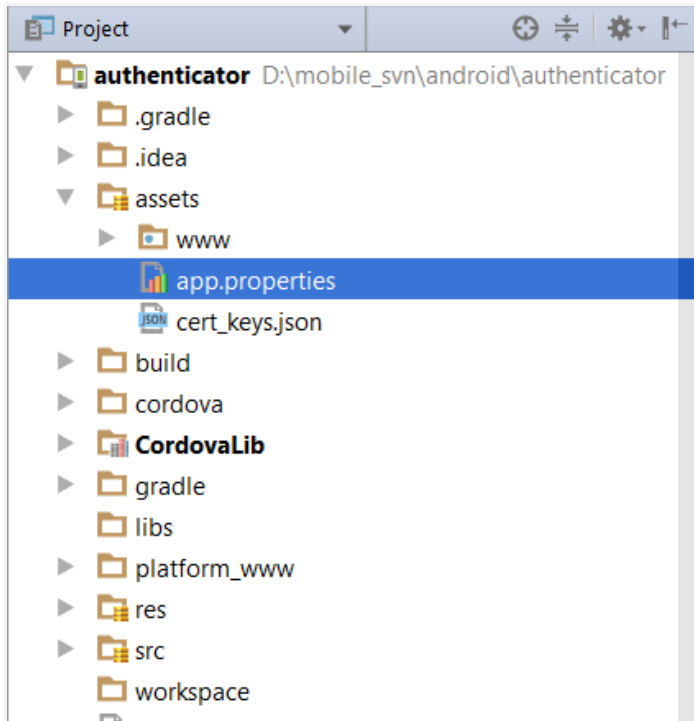 Project
authenticator D:\mobile_svn\android\authenticator
.gradle
.idea
assets
www
app.properties
JSON cert_keys.json
build
cordova
CordovaLib
gradle
libs
platform_www
res
src
workspace